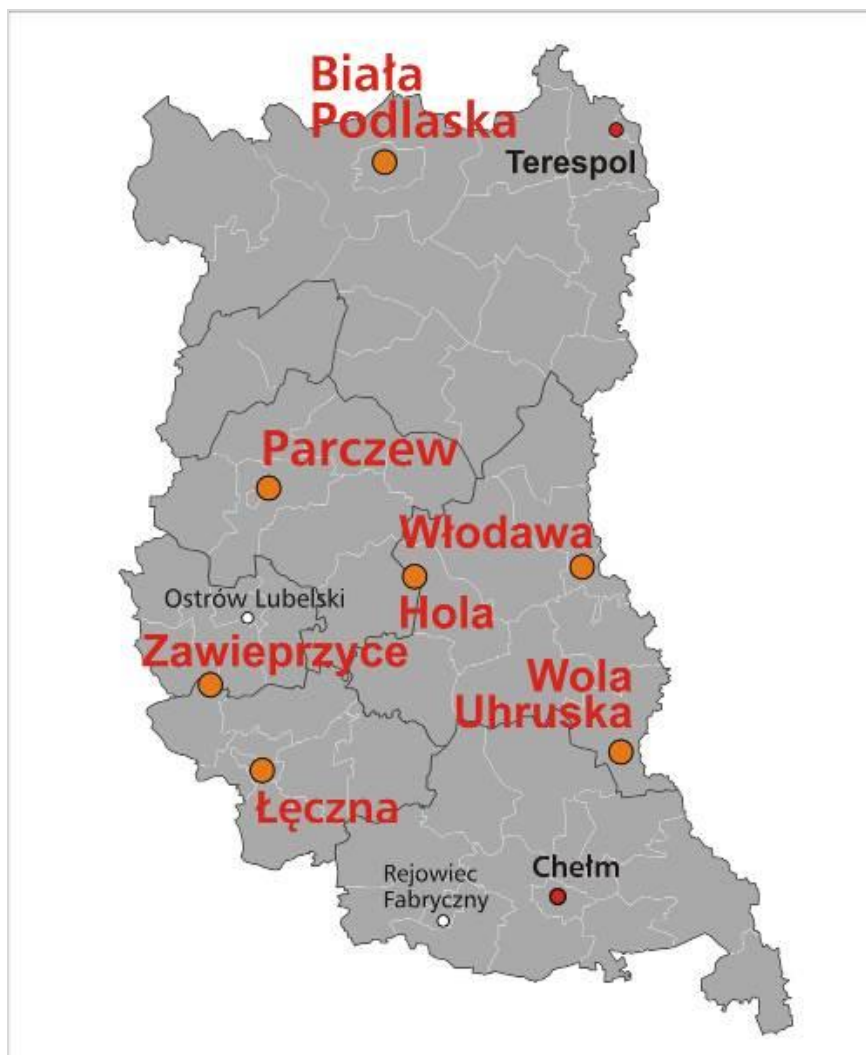 Biała
Podlaska
Terespol
Parczew
Włodawa
Hola
Ostrów Lubelski
Zawieprzyce
Wola
Uhruska
Łęczna
Rejowiec
Fabryczny
Chełm